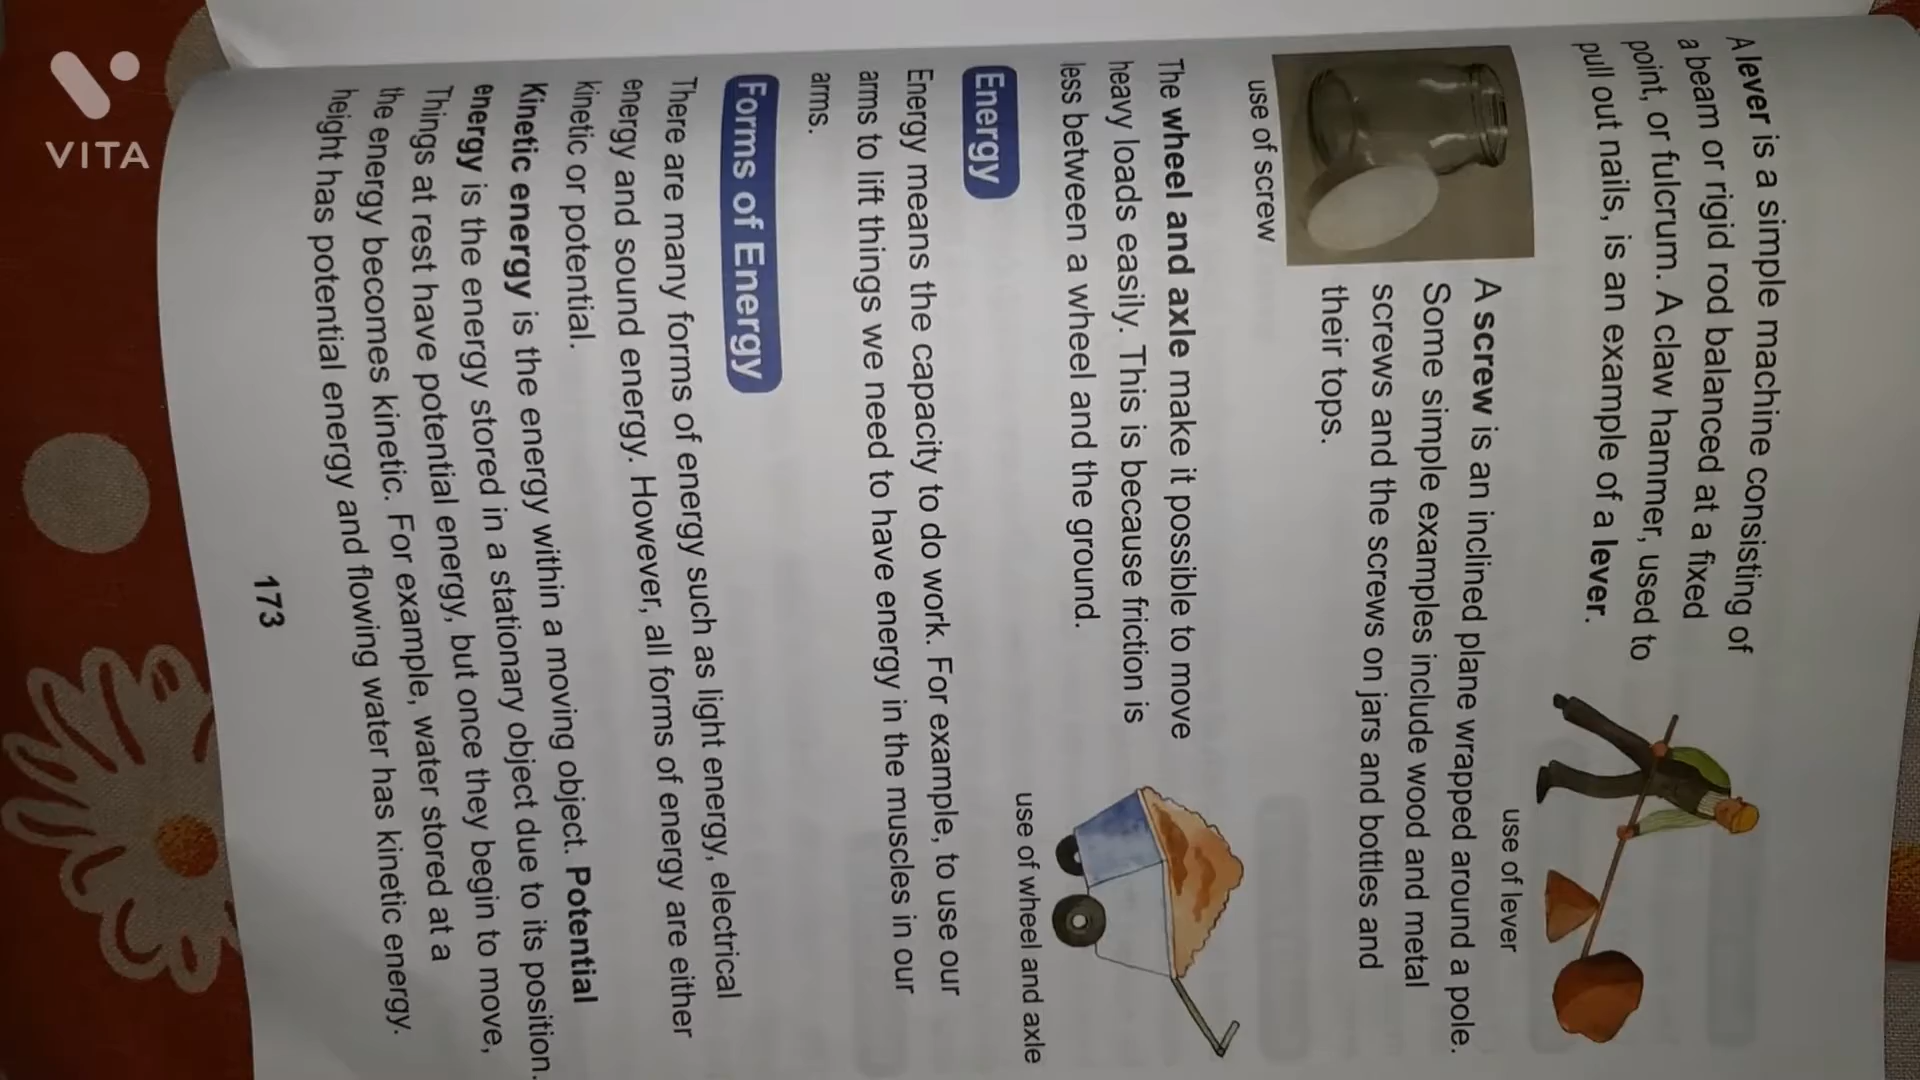 A lever is a simple machine consisting of
a beam or rigid rod balanced at a fixed
point, or fulcrum. A claw hammer, used to
pull out nails, is an example of a lever.
use of lever
A screw is an inclined plane wrapped around a pole.
Some simple examples include wood and metal
screws and the screws on jars and bottles and
their tops.
use of screw
The wheel and axle make it possible to move
heavy loads easily. This is because friction is
less between a wheel and the ground.
use of wheel and axle
Energy
Energy means the capacity to do work. For example, to use our
arms to lift things we need to have energy in the muscles in our
arms.
Forms of Energy
There are many forms of energy such as light energy, electrical
energy and sound energy. However, all forms of energy are either
kinetic or potential.
Kinetic energy is the energy within a moving object. Potential
energy is the energy stored in a stationary object due to its position.
Things at rest have potential energy, but once they begin to move,
the energy becomes kinetic. For example, water stored at a
height has potential energy and flowing water has kinetic energy.
173
VITA